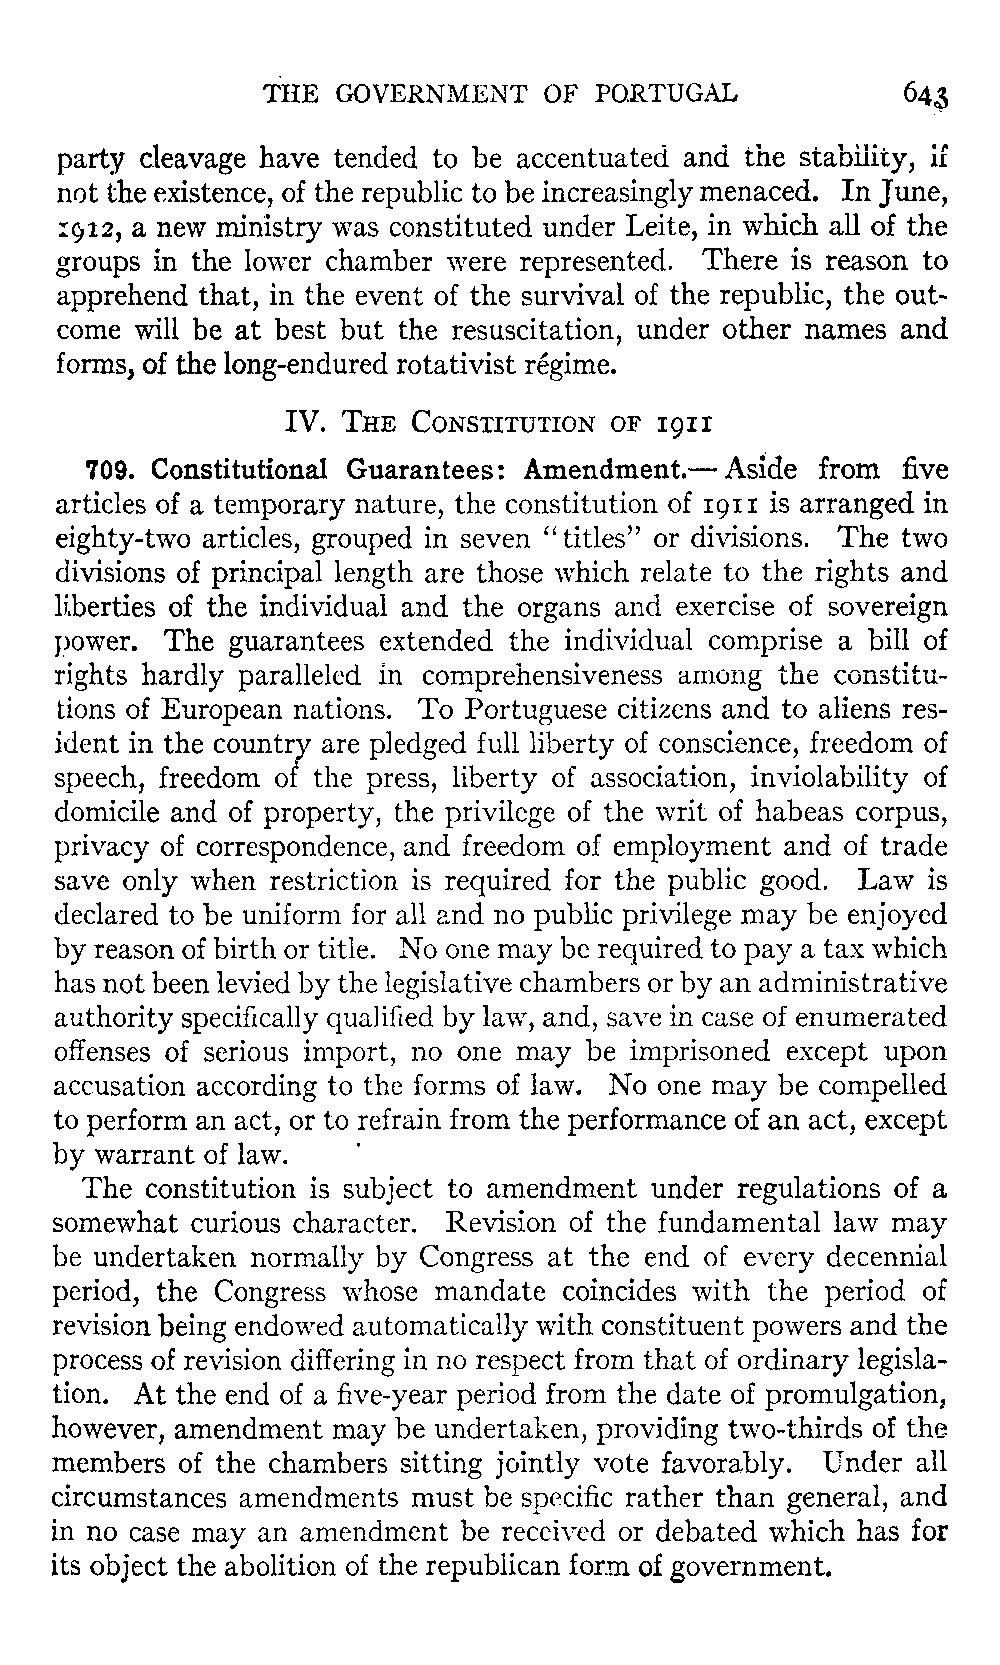 THE GOVERNMENT OF PORTUGAL 643
party cleavage have tended to be accentuated and the stability, if
not the existence, of the republic to be increasingly menaced. In June,
1912, a new ministry was constituted under Leite, in which all of the
groups in the lower chamber were represented. There is reason to
apprehend that, in the event of the survival of the republic, the out-
come will be at best but the resuscitation, under other names and
forms, of the long-endured rotativist régime.
IV. THE CONSTITUTION OF 1911
709. Constitutional Guarantees: Amendment.— Aside from five
articles of a temporary nature, the constitution of 1911 is arranged in
eighty-two articles, grouped in seven “titles” or divisions. The two
divisions of principal length are those which relate to the rights and
liberties of the individual and the organs and exercise of sovereign
power. The guarantees extended the individual comprise a bill of
rights hardly paralleled in comprehensiveness among the constitu-
tions of European nations. To Portuguese citizens and to aliens res-
ident in the country are pledged full liberty of conscience, freedom of
speech, freedom of the press, liberty of association, inviolability of
domicile and of property, the privilege of the writ of habeas corpus,
privacy of correspondence, and freedom of employment and of trade
save only when restriction is required for the public good. Law is
declared to be uniform for all and no public privilege may be enjoyed
by reason of birth or title. No one may be required to pay a tax which
has not been levied by the legislative chambers or by an administrative
authority specifically qualified by law, and, save in case of enumerated
offenses of serious import, no one may be imprisoned except upon
accusation according to the forms of law. No one may be compelled
to perform an act, or to refrain from the performance of an act, except
by warrant of law.
The constitution is subject to amendment under regulations of a
somewhat curious character. Revision of the fundamental law may
be undertaken normally by Congress at the end of every decennial
period, the Congress whose mandate coincides with the period of
revision being endowed automatically with constituent powers and the
process of revision differing in no respect from that of ordinary legisla-
tion. At the end of a five-year period from the date of promulgation,
however, amendment may be undertaken, providing two-thirds of the
members of the chambers sitting jointly vote favorably. Under all
circumstances amendments must be specific rather than general, and
in no case may an amendment be received or debated which has for
its object the abolition of the republican form of government.